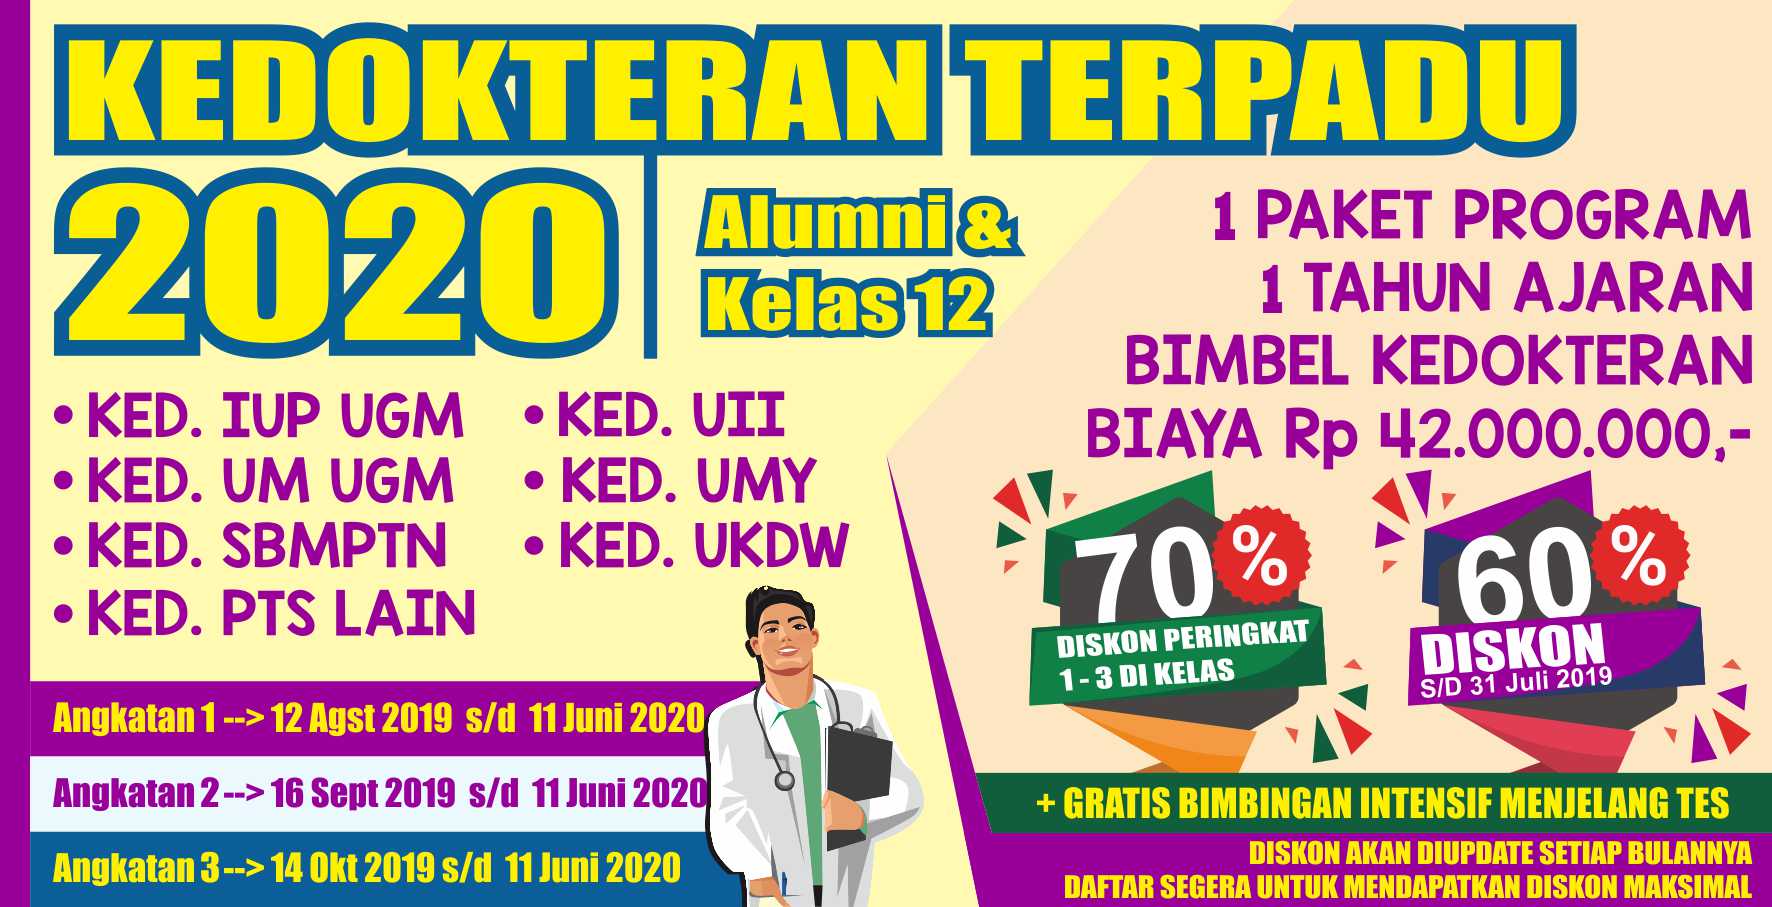 KEDOKTERAN TERPADU
2020
Alumni &
Kelas 12
1 PAKET PROGRAM
1 TAHUN AJARAN
BIMBEL KEDOKTERAN
BIAYA Rp 42.000.000,-
• KED. IUP UGM
• KED. UM UGM
• KED. SBMPTN
• KED. PTS LAIN
• KED. UII
• KED. UMY
• KED. UKDW
70%
DISKON PERINGKAT
1 - 3 DI KELAS
60%
DISKON
S/D 31 Juli 2019
Angkatan 1 --> 12 Agst 2019 s/d 11 Juni 2020
Angkatan 2 --> 16 Sept 2019 s/d 11 Juni 2020
Angkatan 3 --> 14 Okt 2019 s/d 11 Juni 2020
+ GRATIS BIMBINGAN INTENSIF MENJELANG TES
DISKON AKAN DIUPDATE SETIAP BULANNYA
DAFTAR SEGERA UNTUK MENDAPATKAN DISKON MAKSIMAL